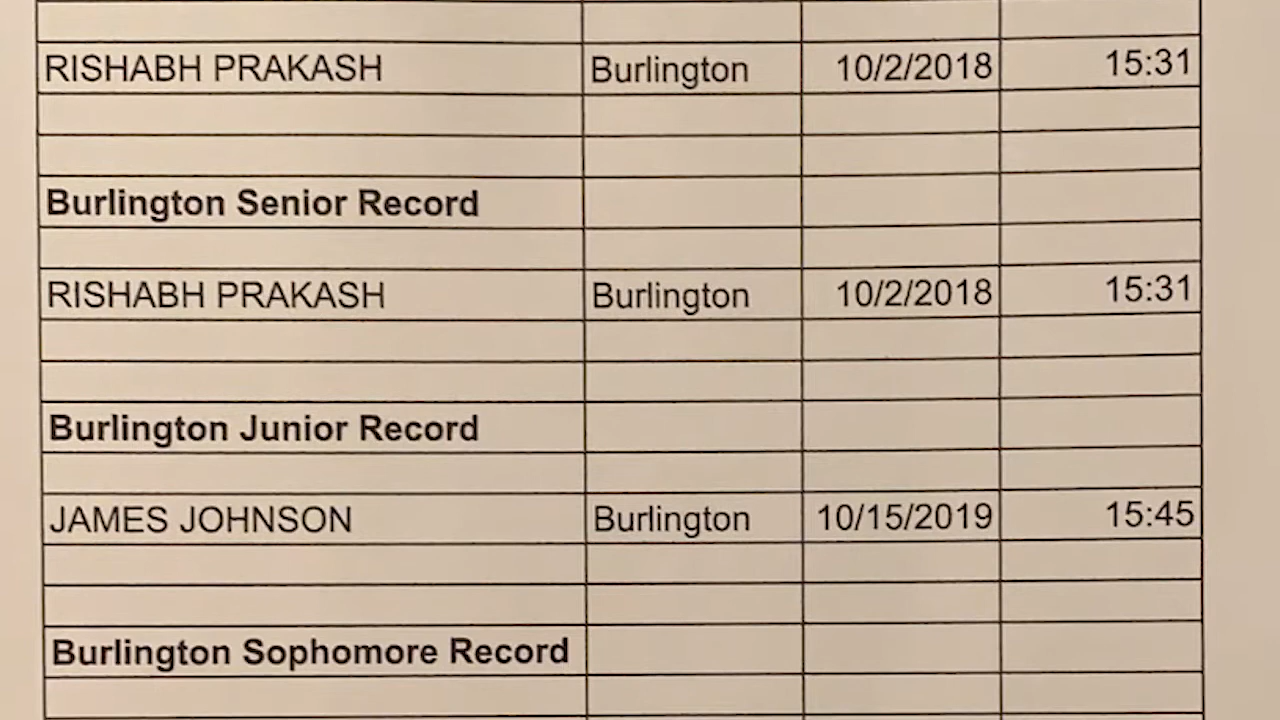 RISHABH PRAKASH Burlington 10/2/2018 15:31
Burlington Senior Record
RISHABH PRAKASH Burlington 10/2/2018 15:31
Burlington Junior Record
JAMES JOHNSON Burlington 10/15/2019 15:45
Burlington Sophomore Record